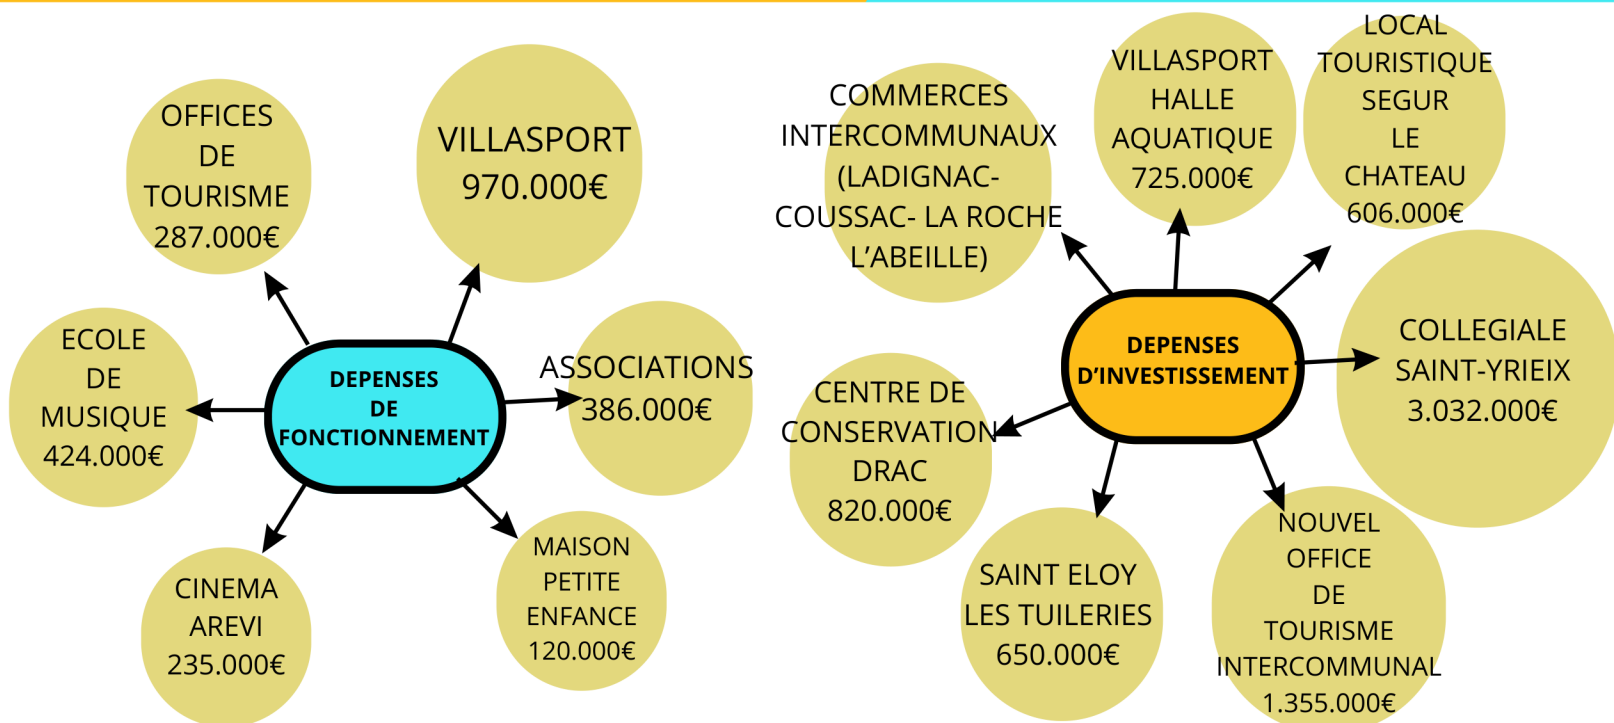 OFFICES
DE
TOURISME
287.000€
VILLASPORT
970.000€
ECOLE
DE
MUSIQUE
424.000€
DEPENSES
DE
FONCTIONNEMENT
ASSOCIATIONS
386.000€
CINEMA
AREVI
235.000€
MAISON
PETITE
ENFANCE
120.000€
COMMERCES
INTERCOMMUNAUX
(LADIGNAC-
COUSSAC- LA ROCHE
L’ABEILLE)
VILLASPORT
HALLE
AQUATIQUE
725.000€
LOCAL
TOURISTIQUE
SEGUR
LE
CHATEAU
606.000€
DEPENSES
D’INVESTISSEMENT
COLLEGIALE
SAINT-YRIEIX
3.032.000€
CENTRE DE
CONSERVATION
DRAC
820.000€
SAINT ELOY
LES TUILERIES
650.000€
NOUVEL
OFFICE
DE
TOURISME
INTERCOMMUNAL
1.355.000€